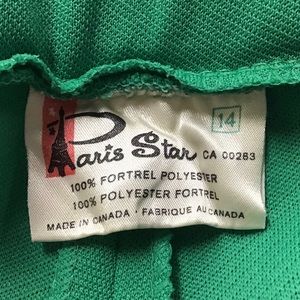 14
Paris Star CA 00263
100% FORTREL POLYESTER
100% POLYESTER FORTREL
MADE IN CANADA · FABRIQUE AU CANADA